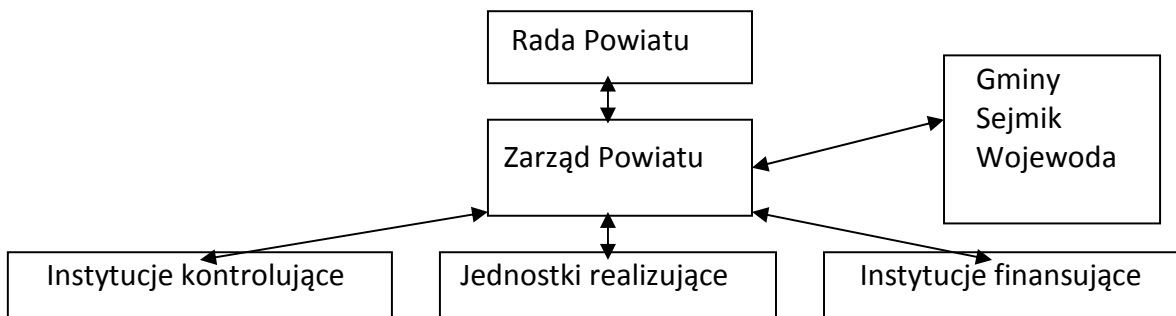 Rada Powiatu
Gminy
Sejmik
Wojewoda
Zarząd Powiatu
Instytucje kontrolujące
Jednostki realizujące
Instytucje finansujące